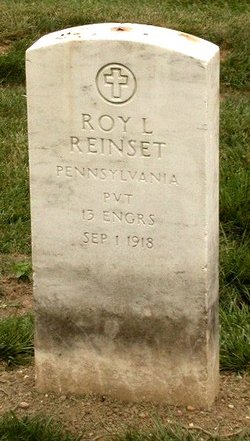 ROY L
REINSET
PENNSYLVANIA
PVT
13 ENGRS
SEP 1 1918